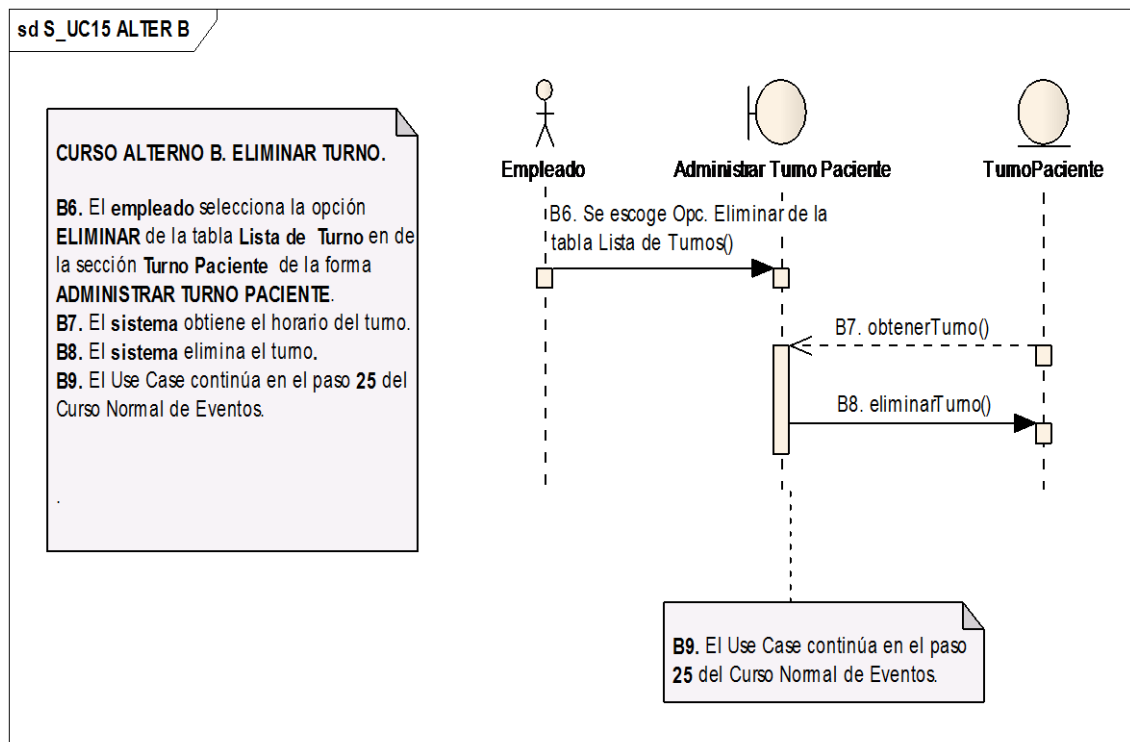 sd S_UC15 ALTER B
CURSO ALTERNO B. ELIMINAR TURNO.
B6. El empleado selecciona la opción
ELIMINAR de la tabla Lista de Turno en de
la sección Turno Paciente de la forma
ADMINISTRAR TURNO PACIENTE.
B7. El sistema obtiene el horario del turno.
B8. El sistema elimina el turno.
B9. El Use Case continúa en el paso 25 del
Curso Normal de Eventos.
.
Empleado
Administrar Turno Paciente
TurnoPaciente
B6. Se escoge Opc. Eliminar de la
tabla Lista de Turnos()
B7. obtenerTurno()
B8. eliminarTurno()
B9. El Use Case continúa en el paso
25 del Curso Normal de Eventos.